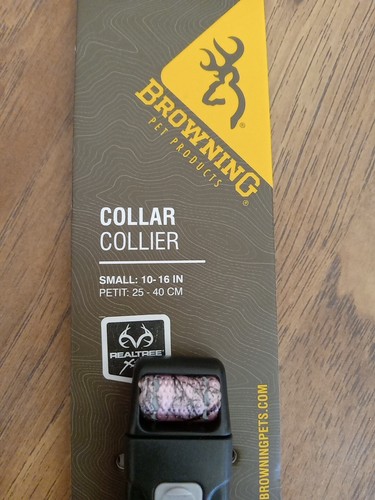 BROWNING
PET PRODUCTS
COLLAR
COLLIER
SMALL: 10-16 IN
PETIT: 25 - 40 CM
REALTREE
BROWNINGPETS.COM